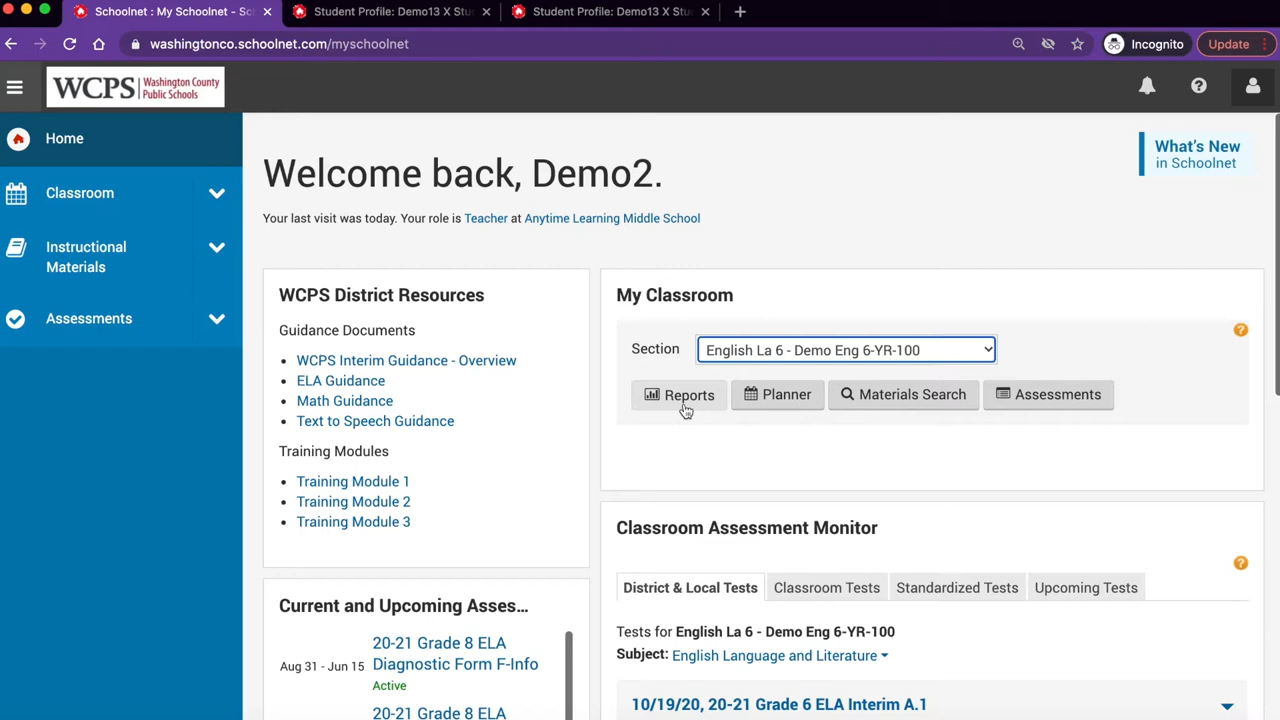 Schoolnet : My Schoolnet - Sc
Student Profile: Demo13 X Stu
Student Profile: Demo13 X Stu
washingtonco.schoolnet.com/myschoolnet
Incognito
Update
WCPS
Washington County
Public Schools
Home
Classroom
Instructional
Materials
Assessments
What's New
in Schoolnet
Welcome back, Demo2.
Your last visit was today. Your role is Teacher at Anytime Learning Middle School
WCPS District Resources
Guidance Documents
WCPS Interim Guidance - Overview
ELA Guidance
Math Guidance
Text to Speech Guidance
Training Modules
Training Module 1
Training Module 2
Training Module 3
Current and Upcoming Asses...
Aug 31 - Jun 15
20-21 Grade 8 ELA
Diagnostic Form F-Info
Active
20-21 Grade 8 ELA
My Classroom
Section English La 6 - Demo Eng 6-YR-100
Reports Planner Materials Search Assessments
Classroom Assessment Monitor
District & Local Tests Classroom Tests Standardized Tests Upcoming Tests
Tests for English La 6 - Demo Eng 6-YR-100
Subject: English Language and Literature
10/19/20, 20-21 Grade 6 ELA Interim A.1